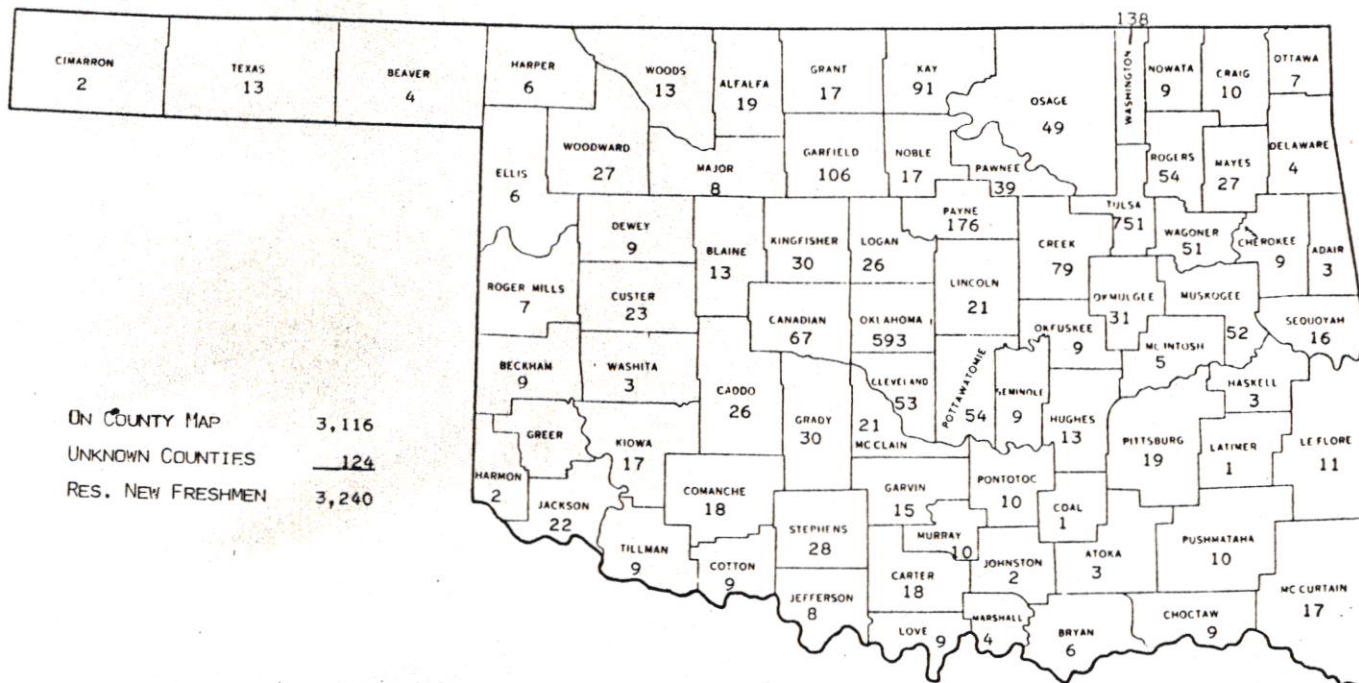 138
CIMARRON
2
TEXAS
13
BEAVER
4
HARPER
6
WOODS
13
ALFALFA
19
GRANT
17
KAY
91
OSAGE
49
WASHINGTON
NOWATA
9
CRAIG
10
OTTAWA
7
ELLIS
6
WOODWARD
27
MAJOR
8
GARFIELD
106
NOBLE
17
PAWNEE
39
ROGERS
54
MAYES
27
DELAWARE
4
DEWEY
9
BLAINE
13
KINGFISHER
30
LOGAN
26
PAYNE
176
CREEK
79
TULSA
751
WAGONER
51
CHEROKEE
9
ADAIR
3
ROGER MILLS
7
CUSTER
23
CANADIAN
67
OKLAHOMA
593
LINCOLN
21
OKFUSKEE
9
OKMULGEE
31
MUSKOGEE
52
MC INTOSH
5
SEQUOYAH
16
BECKHAM
9
WASHITA
3
CADDO
26
GRADY
30
CLEVELAND
53
21
MC CLAIN
POTTAWATOMIE
54
SEMINOLE
9
HUGHES
13
PITTSBURG
19
HASKELL
3
LATIMER
1
LE FLORE
11
ON COUNTY MAP 3,116
UNKNOWN COUNTIES 124
RES. NEW FRESHMEN 3,240
GREER
HARMON
2
JACKSON
22
KIOWA
17
COMANCHE
18
TILLMAN
9
COTTON
9
STEPHENS
28
JEFFERSON
8
GARVIN
15
MURRAY
10
CARTER
18
LOVE 9
PONTOTOC
10
COAL
1
JOHNSTON
2
MARSHALL
4
ATOKA
3
BRYAN
6
PUSHMATAHA
10
CHOCTAW
9
MC CURTAIN
17